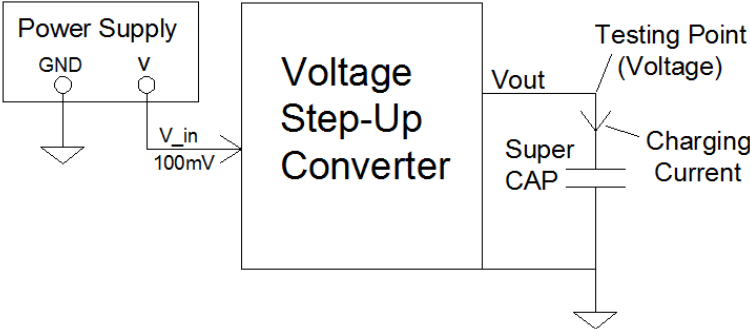 Power Supply
GND
V
V_in
100mV
Voltage
Step-Up
Converter
Vout
Testing Point
(Voltage)
Super
CAP
Charging
Current